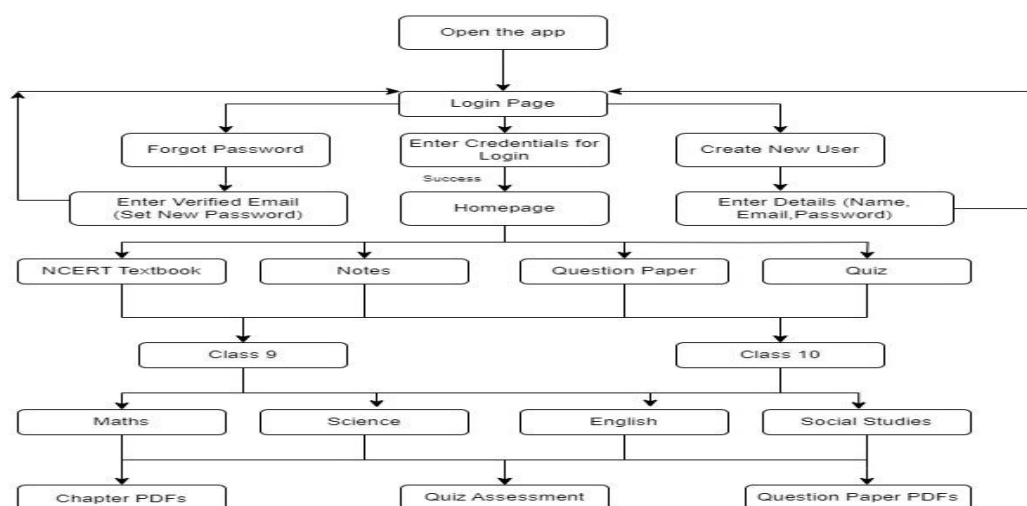 Open the app
Login Page
Forgot Password
Enter Credentials for
Login
Create New User
Success
Enter Verified Email
(Set New Password)
Homepage
Enter Details (Name,
Email,Password)
NCERT Textbook
Notes
Question Paper
Quiz
Class 9
Class 10
Maths
Science
English
Social Studies
Chapter PDFs
Quiz Assessment
Question Paper PDFs